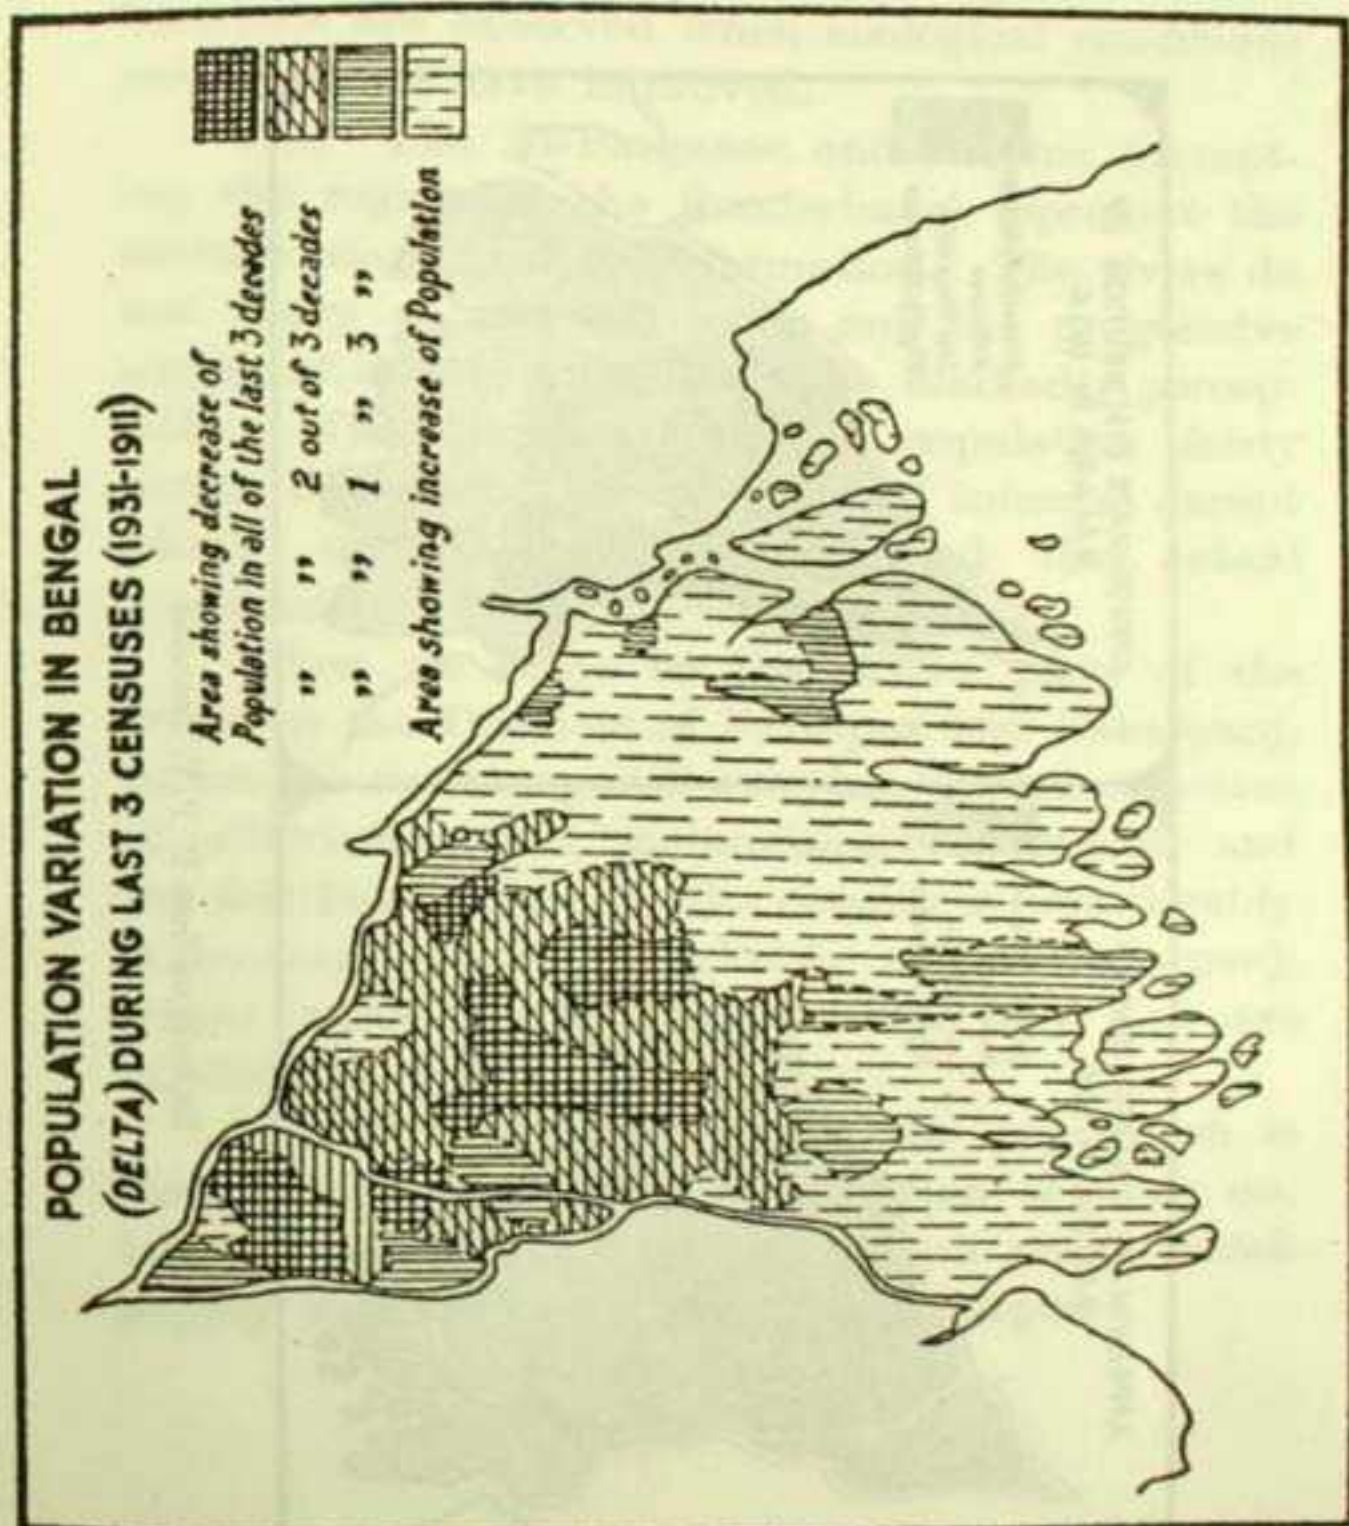 POPULATION VARIATION IN BENGAL
(DELTA) DURING LAST 3 CENSUSES (1931-1911)
Area showing decrease of
Population in all of the last 3 decades
" " 2 out of 3 decades
" " 1 " 3 "
Area showing increase of Population